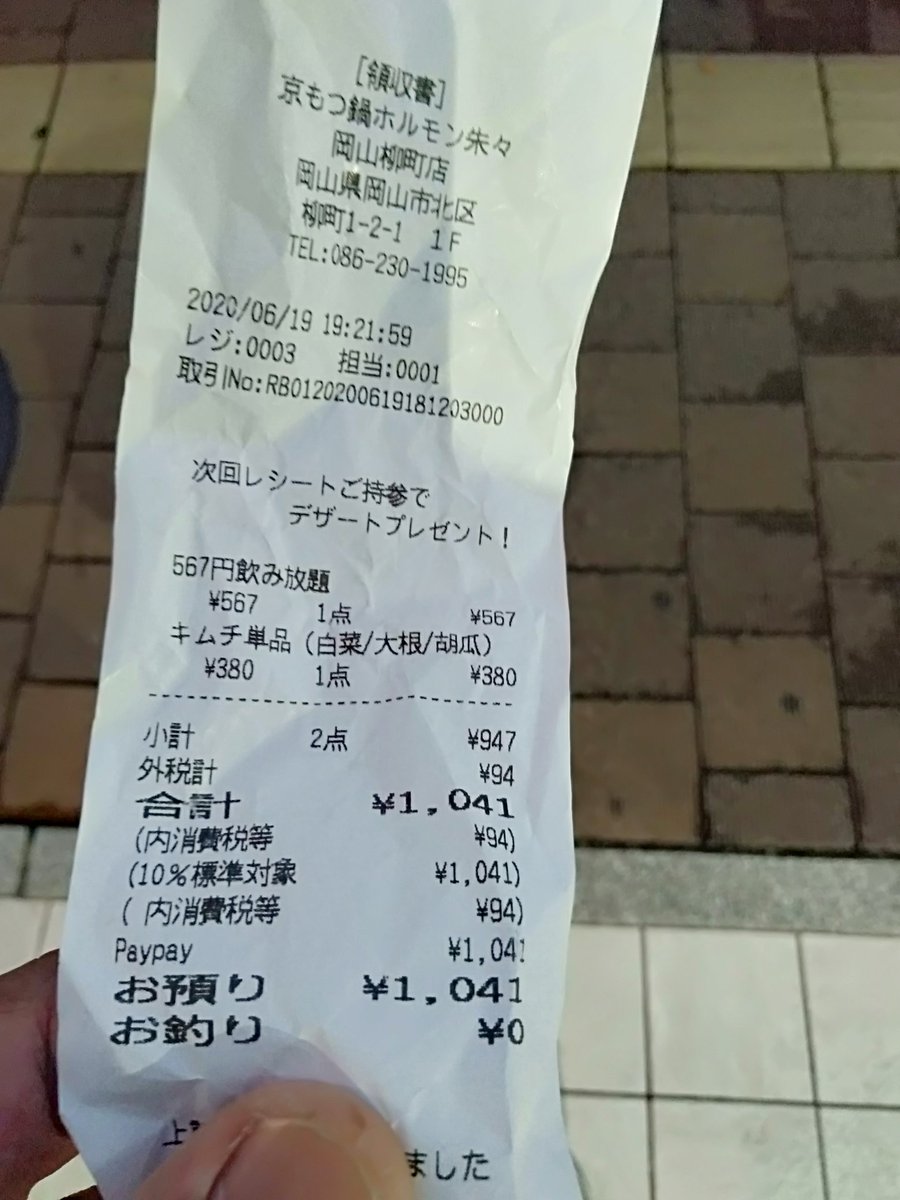 [領収書]
京もつ鍋ホルモン朱々
岡山柳町店
岡山県岡山市北区
柳町1-2-1 1F
TEL:086-230-1995
2020/06/19 19:21:59
レジ:0003 担当:0001
取引No:RB0120200619181203000
次回レシートご持参で
デザートプレゼント!
567円飲み放題
¥567 1点 ¥567
キムチ単品(白菜/大根/胡瓜)
¥380 1点 ¥380
小計 2点 ¥947
外税計 ¥94
合計 ¥1,041
(内消費税等 ¥94)
(10%標準対象 ¥1,041)
( 内消費税等 ¥94)
Paypay ¥1,041
お預り ¥1,041
お釣り ¥0
上 ました